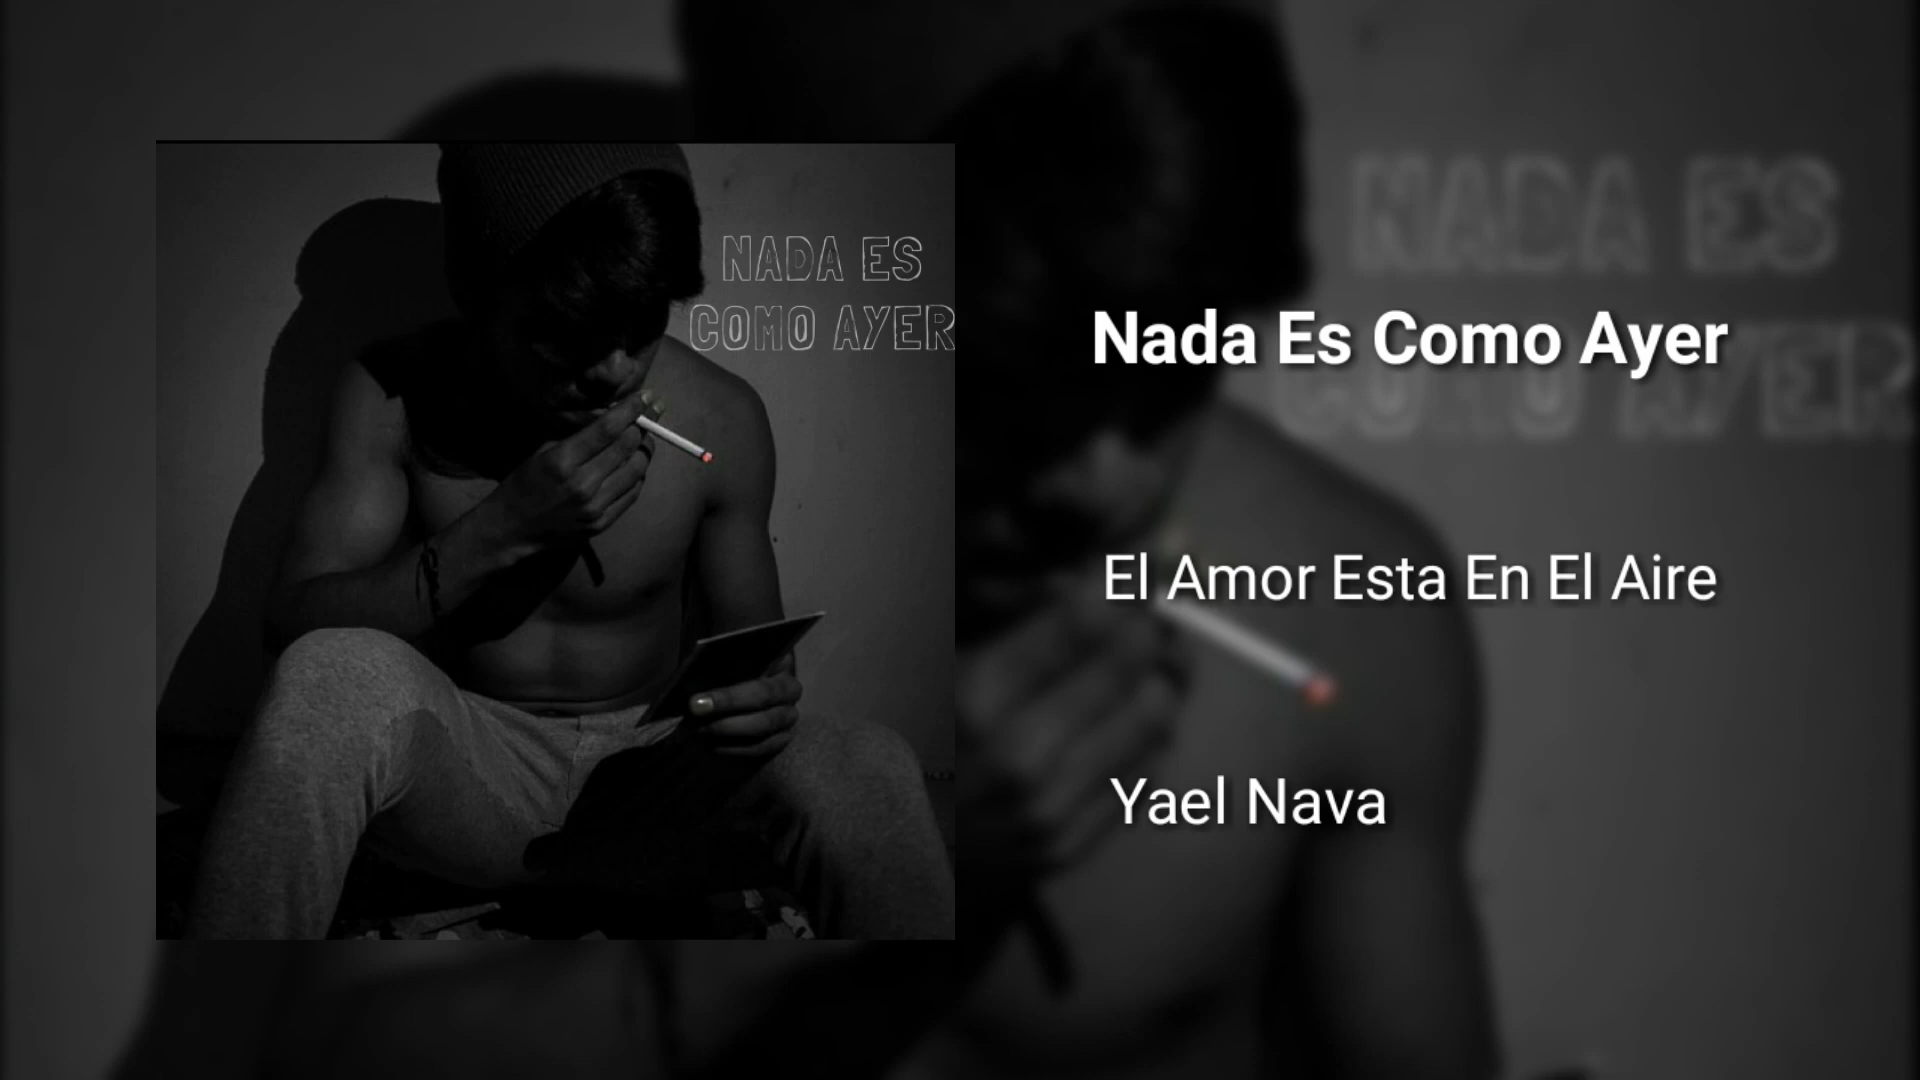 NADA ES
COMO AYER
Nada Es Como Ayer
El Amor Esta En El Aire
Yael Nava